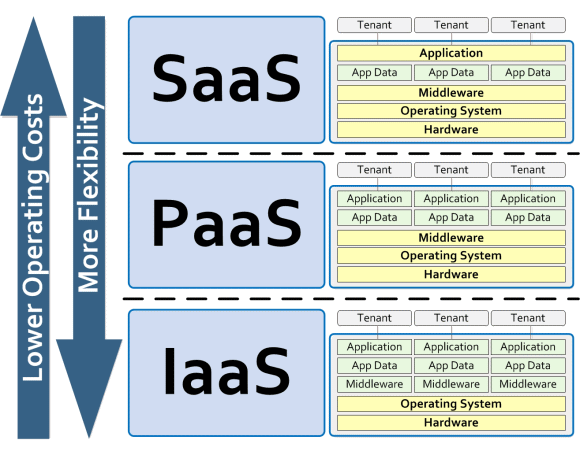 Lower Operating Costs
More Flexibility
SaaS
Tenant Tenant Tenant
Application
App Data App Data App Data
Middleware
Operating System
Hardware
PaaS
Tenant Tenant Tenant
Application Application Application
App Data App Data App Data
Middleware
Operating System
Hardware
IaaS
Tenant Tenant Tenant
Application Application Application
App Data App Data App Data
Middleware Middleware Middleware
Operating System
Hardware